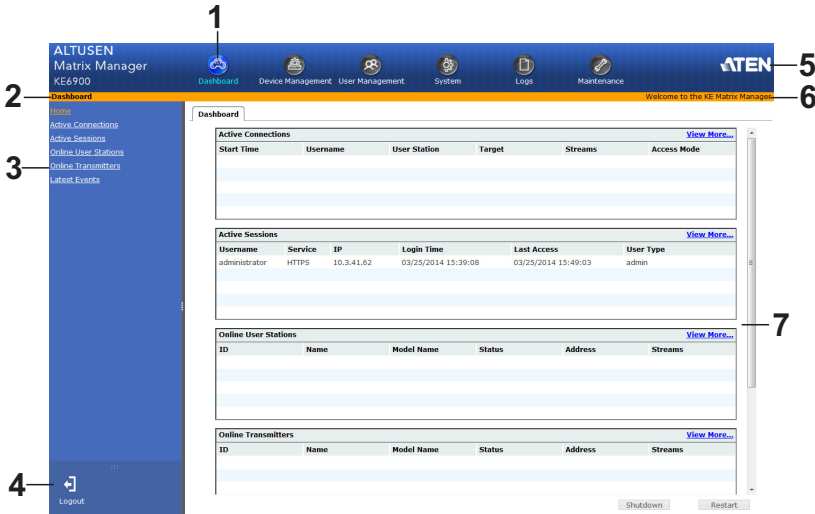 1
ALTUSEN
Matrix Manager
KE6900
Dashboard
Device Management
User Management
System
Logs
Maintenance
ATEN
5
2
Dashboard
Welcome to the KE Matrix Manager
6
Home
Active Connections
Active Sessions
Online User Stations
3
Online Transmitters
Latest Events
Dashboard
Active Connections View More...
Start Time Username User Station Target Streams Access Mode
Active Sessions View More...
Username Service IP Login Time Last Access User Type
administrator HTTPS 10.3.41.62 03/25/2014 15:39:08 03/25/2014 15:49:03 admin
7
Online User Stations View More...
ID Name Model Name Status Address Streams
Online Transmitters View More...
ID Name Model Name Status Address Streams
4
Logout
Shutdown Restart